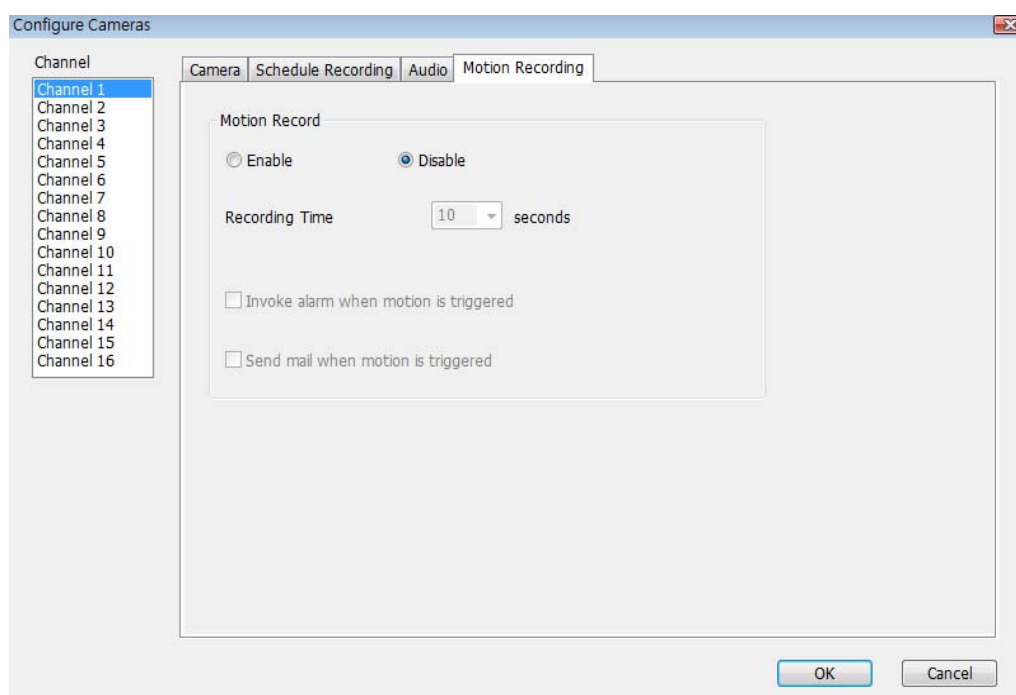 Configure Cameras
Channel
Channel 1
Channel 2
Channel 3
Channel 4
Channel 5
Channel 6
Channel 7
Channel 8
Channel 9
Channel 10
Channel 11
Channel 12
Channel 13
Channel 14
Channel 15
Channel 16
Camera Schedule Recording Audio Motion Recording
Motion Record
Enable Disable
Recording Time 10 seconds
Invoke alarm when motion is triggered
Send mail when motion is triggered
OK Cancel